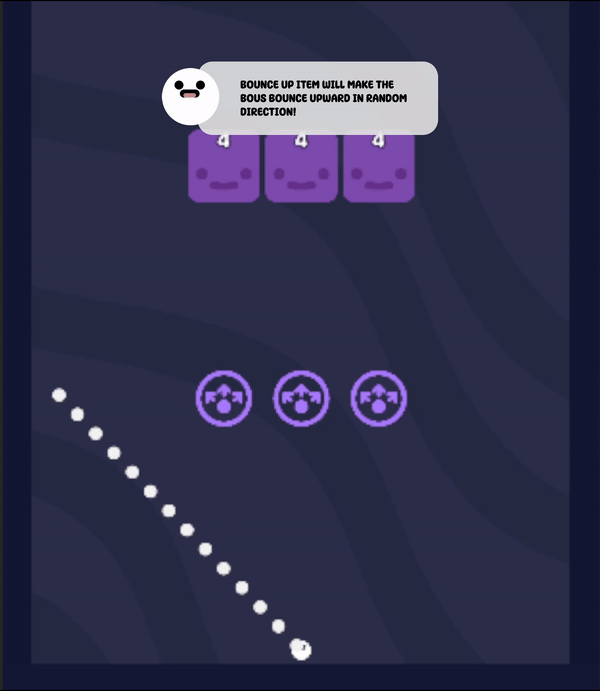 BOUNCE UP ITEM WILL MAKE THE
BOUS BOUNCE UPWARD IN RANDOM
DIRECTION!
4 4 4